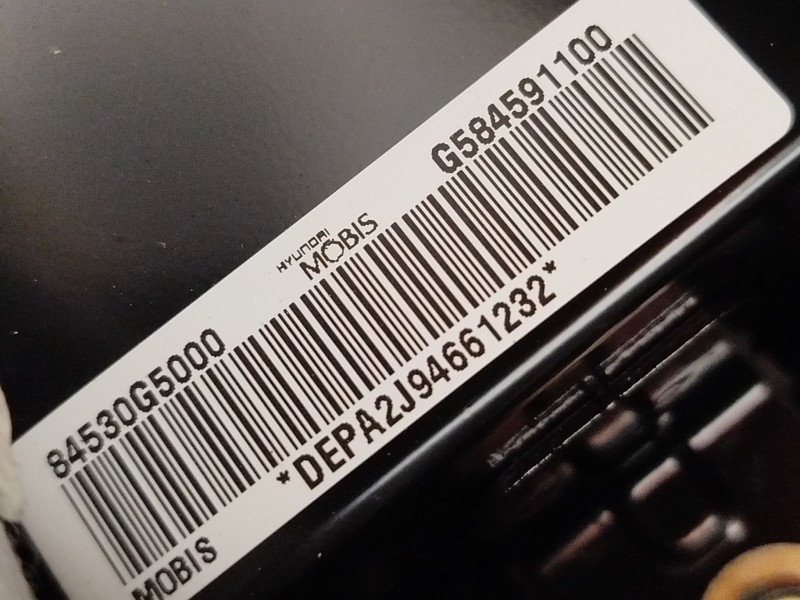 84530G5000
HYUNDAI
MOBIS
G584591100
*DEPA2J94661232*
MOBIS